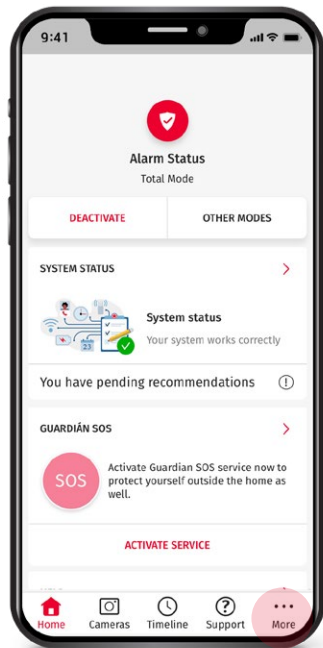 9:41
Alarm Status
Total Mode
DEACTIVATE
OTHER MODES
SYSTEM STATUS
23
System status
Your system works correctly
You have pending recommendations
GUARDIÁN SOS
SOS
Activate Guardian SOS service now to
protect yourself outside the home as
well.
ACTIVATE SERVICE
Home
Cameras
Timeline
Support
More